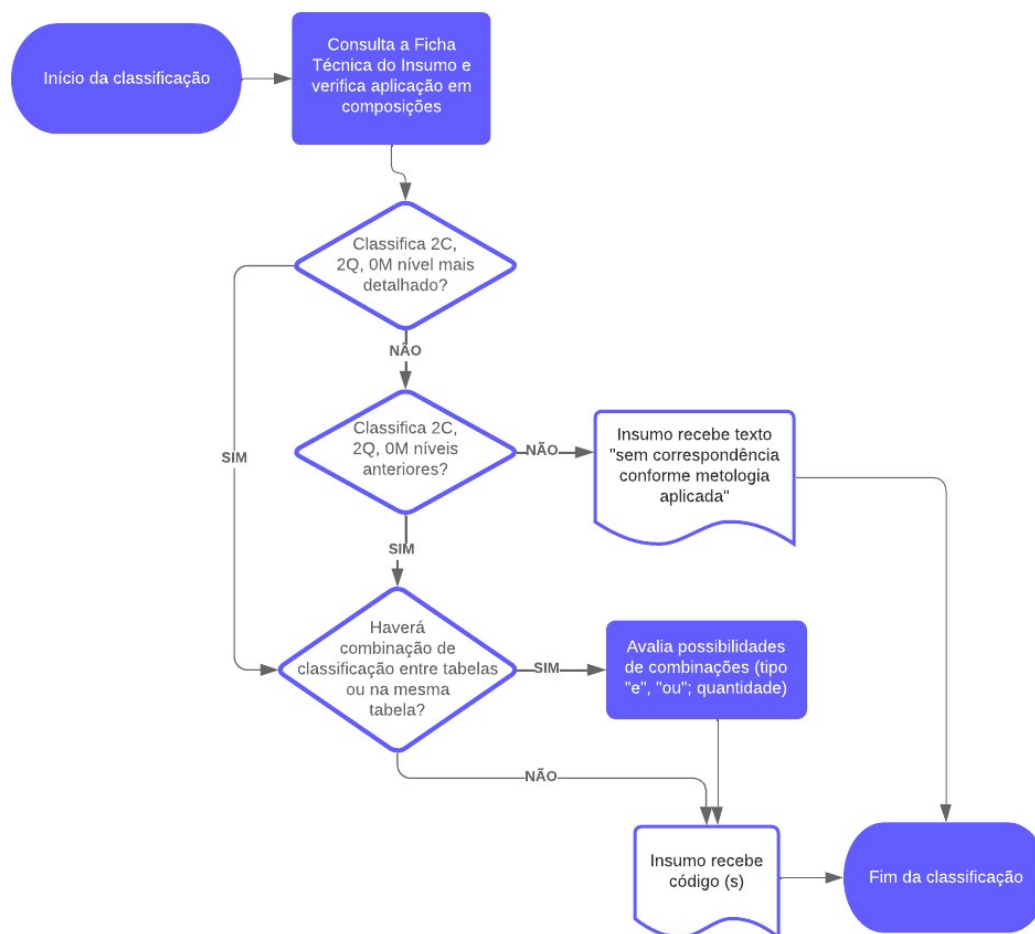 Início da classificação
Consulta a Ficha
Técnica do Insumo e
verifica aplicação em
composições
Classifica 2C,
2Q, 0M nível mais
detalhado?
NÃO
SIM
Classifica 2C,
2Q, 0M níveis
anteriores?
NÃO
Insumo recebe texto
"sem correspondência
conforme metologia
aplicada"
SIM
Haverá
combinação de
classificação entre tabelas
ou na mesma
tabela?
SIM
Avalia possibilidades
de combinações (tipo
"e", "ou"; quantidade)
NÃO
Insumo recebe
código (s)
Fim da classificação